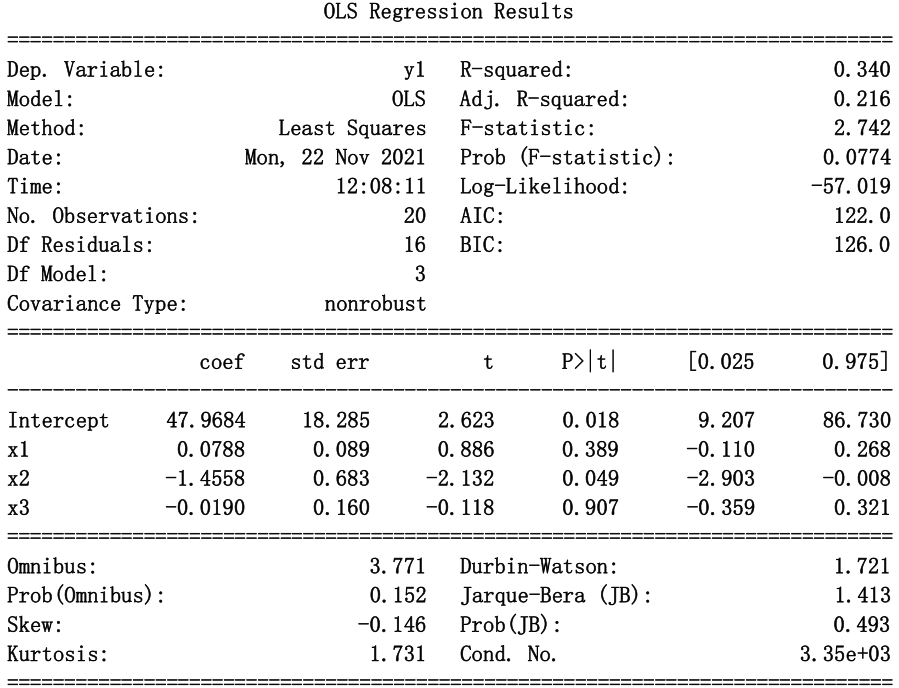 OLS Regression Results
==============================================================================
Dep. Variable: y1 R-squared: 0.340
Model: OLS Adj. R-squared: 0.216
Method: Least Squares F-statistic: 2.742
Date: Mon, 22 Nov 2021 Prob (F-statistic): 0.0774
Time: 12:08:11 Log-Likelihood: -57.019
No. Observations: 20 AIC: 122.0
Df Residuals: 16 BIC: 126.0
Df Model: 3
Covariance Type: nonrobust
==============================================================================
coef std err t P>|t| [0.025 0.975]
------------------------------------------------------------------------------
Intercept 47.9684 18.285 2.623 0.018 9.207 86.730
x1 0.0788 0.089 0.886 0.389 -0.110 0.268
x2 -1.4558 0.683 -2.132 0.049 -2.903 -0.008
x3 -0.0190 0.160 -0.118 0.907 -0.359 0.321
==============================================================================
Omnibus: 3.771 Durbin-Watson: 1.721
Prob(Omnibus): 0.152 Jarque-Bera (JB): 1.413
Skew: -0.146 Prob(JB): 0.493
Kurtosis: 1.731 Cond. No. 3.35e+03
==============================================================================